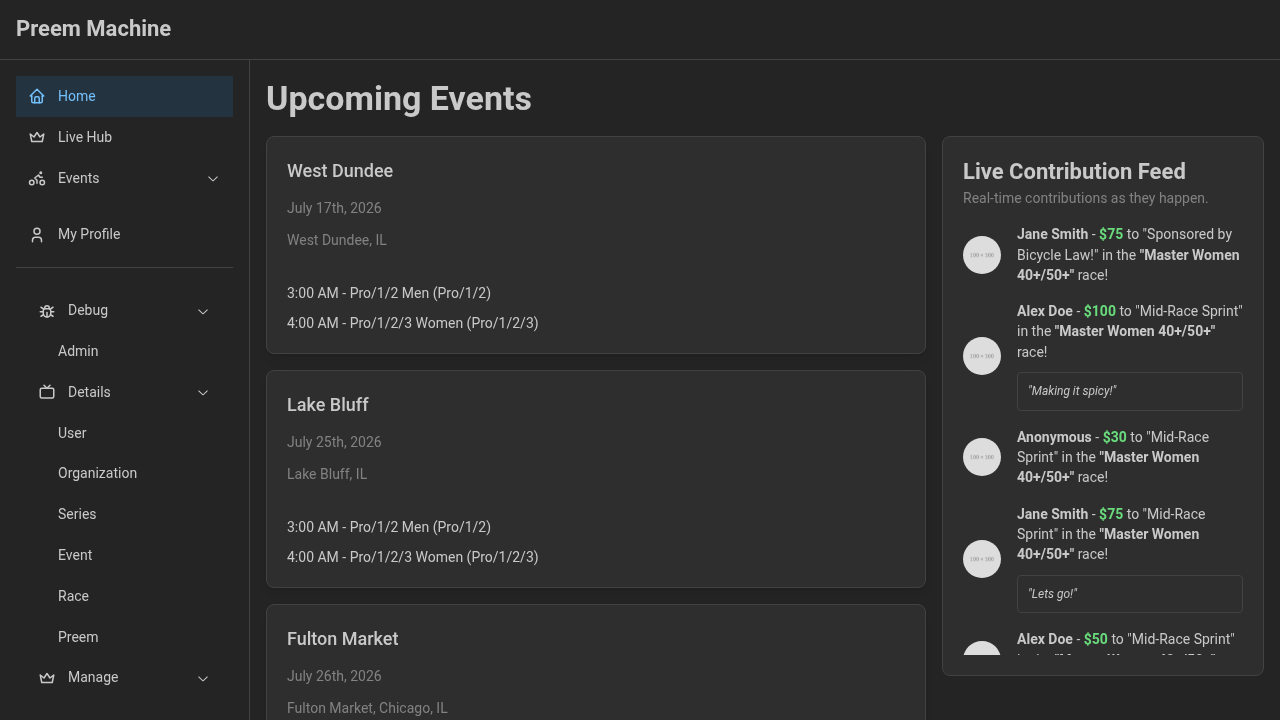 Preem Machine
Home
Live Hub
Events
My Profile
Debug
Admin
Details
User
Organization
Series
Event
Race
Preem
Manage
Upcoming Events
West Dundee
July 17th, 2026
West Dundee, IL
3:00 AM - Pro/1/2 Men (Pro/1/2)
4:00 AM - Pro/1/2/3 Women (Pro/1/2/3)
Lake Bluff
July 25th, 2026
Lake Bluff, IL
3:00 AM - Pro/1/2 Men (Pro/1/2)
4:00 AM - Pro/1/2/3 Women (Pro/1/2/3)
Fulton Market
July 26th, 2026
Fulton Market, Chicago, IL
Live Contribution Feed
Real-time contributions as they happen.
100 × 100
Jane Smith - $75 to "Sponsored by
Bicycle Law!" in the "Master Women
40+/50+" race!
100 × 100
Alex Doe - $100 to "Mid-Race Sprint"
in the "Master Women 40+/50+"
race!
"Making it spicy!"
100 × 100
Anonymous - $30 to "Mid-Race
Sprint" in the "Master Women
40+/50+" race!
100 × 100
Jane Smith - $75 to "Mid-Race
Sprint" in the "Master Women
40+/50+" race!
"Lets go!"
Alex Doe - $50 to "Mid-Race Sprint"